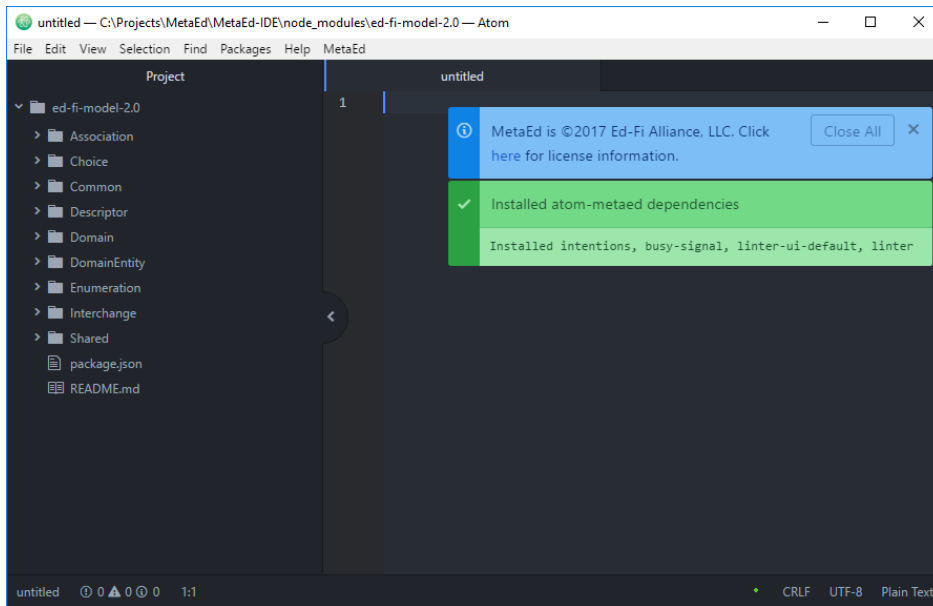 untitled — C:\Projects\MetaEd\MetaEd-IDE\node_modules\ed-fi-model-2.0 — Atom
File Edit View Selection Find Packages Help MetaEd
Project
untitled
ed-fi-model-2.0
Association
Choice
Common
Descriptor
Domain
DomainEntity
Enumeration
Interchange
Shared
package.json
README.md
1
MetaEd is ©2017 Ed-Fi Alliance, LLC. Click
here for license information.
Close All
Installed atom-metaed dependencies
Installed intentions, busy-signal, linter-ui-default, linter
untitled 0 0 0 1:1 CRLF UTF-8 Plain Text